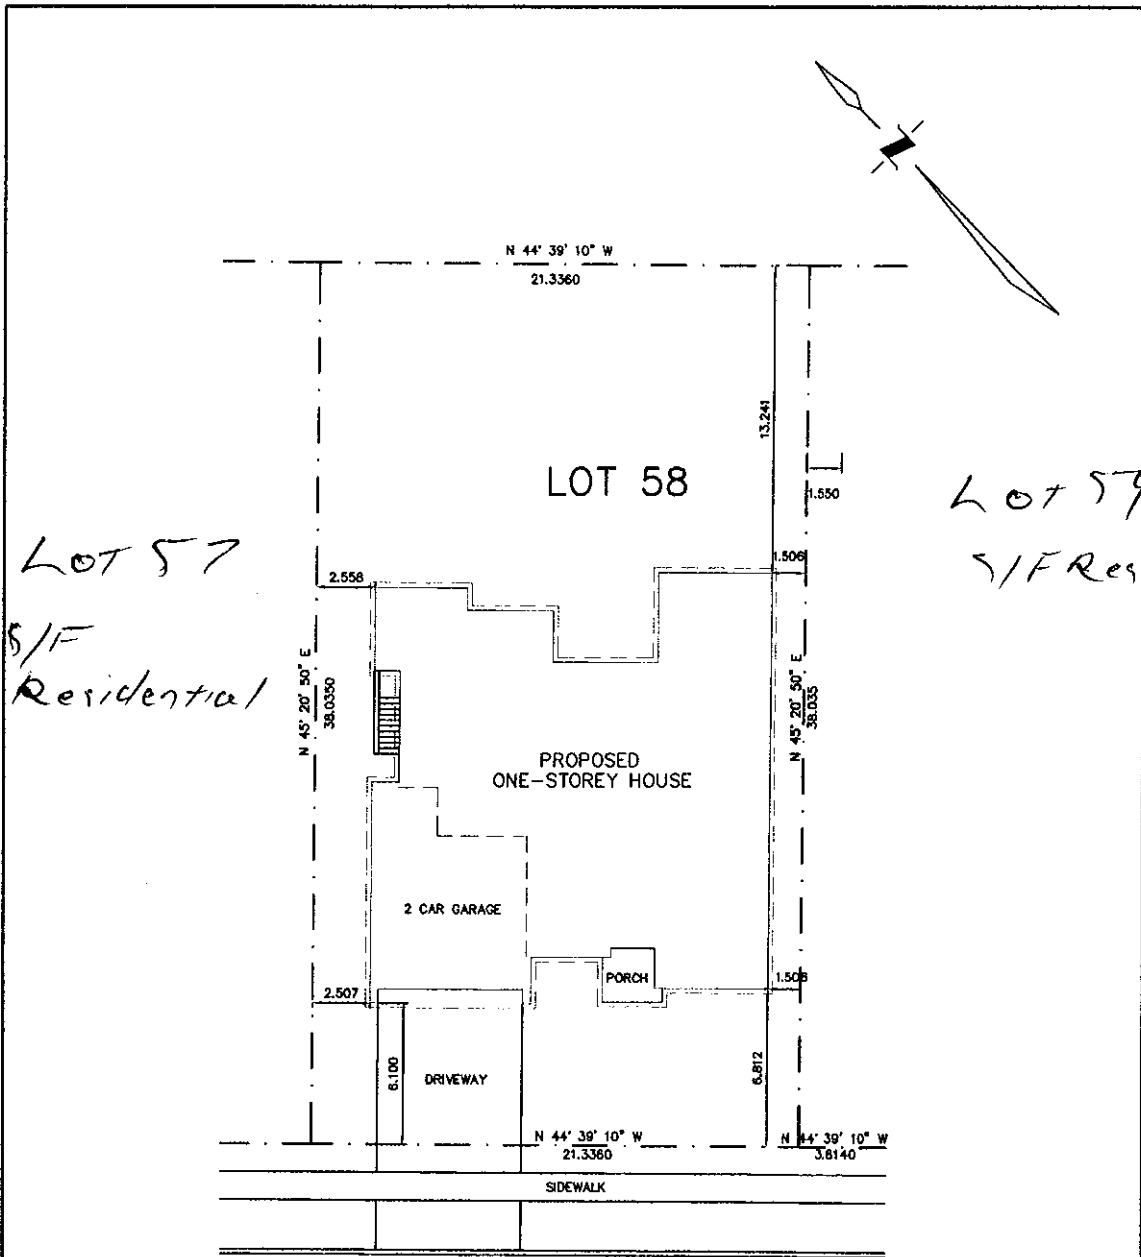 N 44' 39' 10" W
21.3360
13.241
LOT 58
1.550
LOT 57
S/F
Residential
S/F Res
2.558
1.506
N 45' 20' 50" E
38.0350
N 45' 20' 50" E
38.035
PROPOSED
ONE-STOREY HOUSE
2 CAR GARAGE
PORCH
2.507
1.506
6.100
DRIVEWAY
6.812
N 44' 39' 10" W
21.3360
N 44' 39' 10" W
3.8140
SIDEWALK